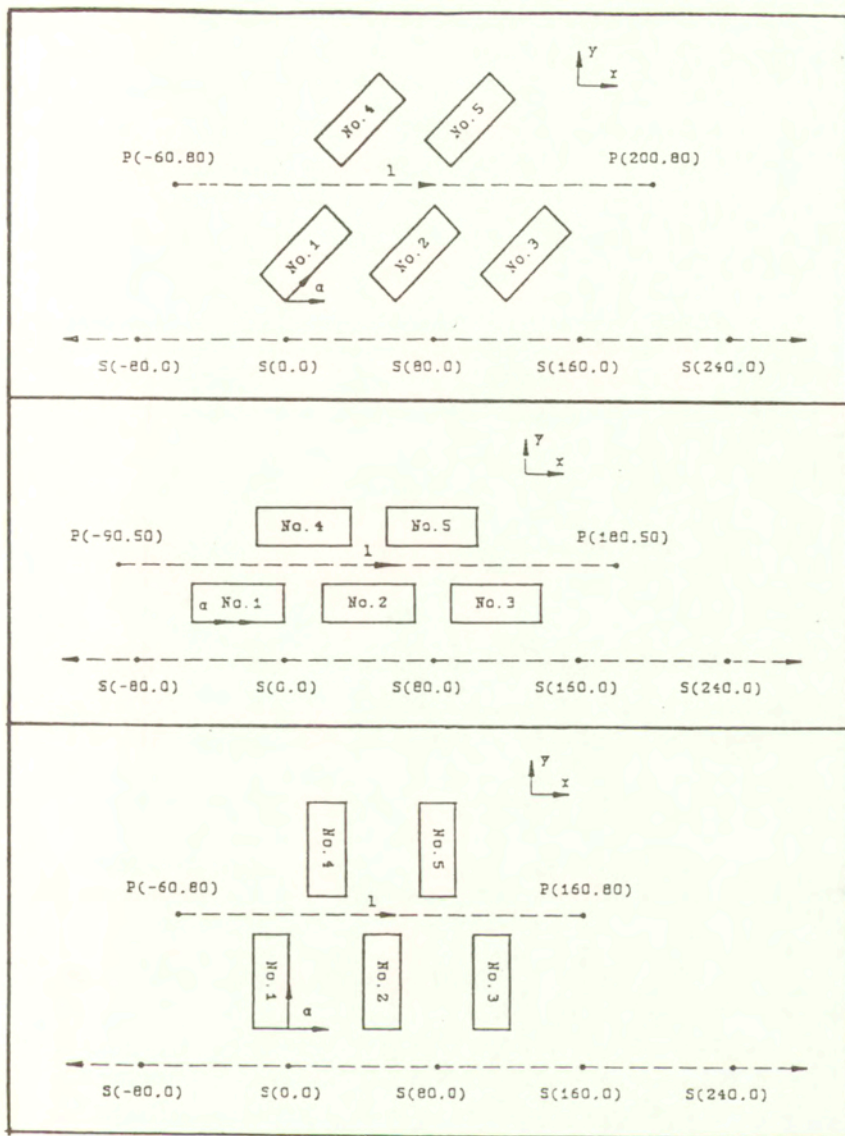 y
x
No.4
No.5
P(-60.80)
1
P(200.80)
No.1
No.2
No.3
α
S(-80.0)
S(0.0)
S(80.0)
S(160.0)
S(240.0)
y
x
No.4
No.5
P(-90.50)
1
P(180.50)
α
No.1
No.2
No.3
S(-80.0)
S(0.0)
S(80.0)
S(160.0)
S(240.0)
y
x
No.4
No.5
P(-60.80)
1
P(160.80)
No.1
No.2
No.3
α
S(-80.0)
S(0.0)
S(80.0)
S(160.0)
S(240.0)